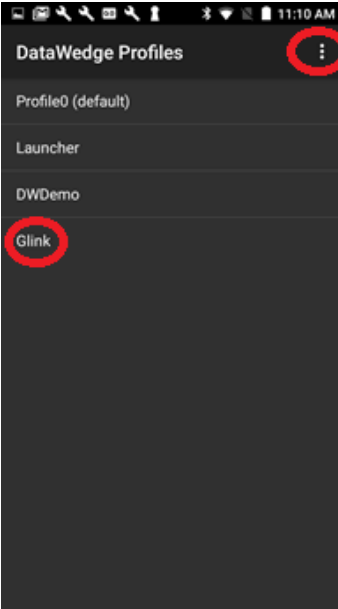 11:10 AM
DataWedge Profiles
Profile0 (default)
Launcher
DWDemo
Glink